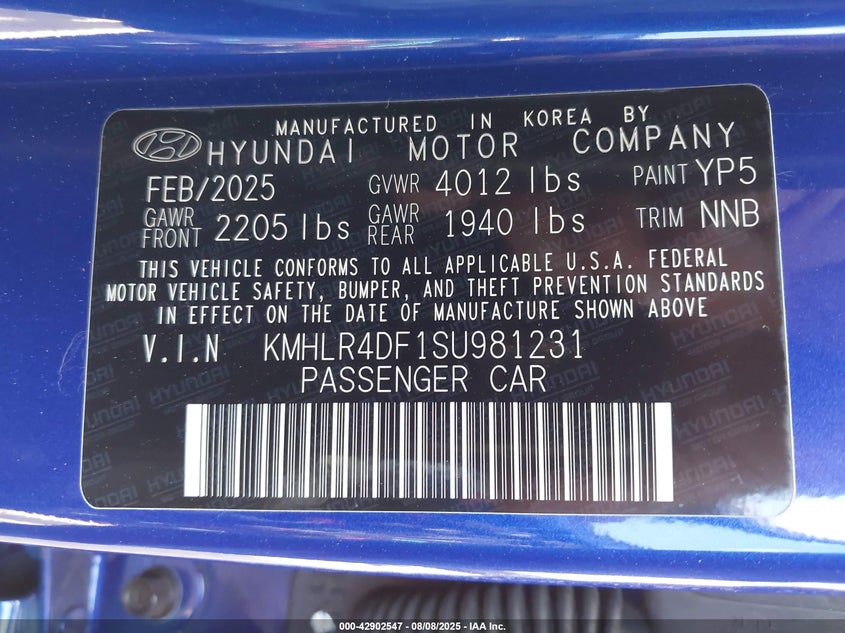 MANUFACTURED IN KOREA BY
HYUNDAI MOTOR COMPANY
FEB/2025 GVWR 4012 lbs PAINT YP5
GAWR FRONT 2205 lbs GAWR REAR 1940 lbs TRIM NNB
THIS VEHICLE CONFORMS TO ALL APPLICABLE U.S.A. FEDERAL
MOTOR VEHICLE SAFETY, BUMPER, AND THEFT PREVENTION STANDARDS
IN EFFECT ON THE DATE OF MANUFACTURE SHOWN ABOVE
V.I.N KMHLR4DF1SU981231
PASSENGER CAR
000-42902547 - 08/08/2025 - IAA Inc.